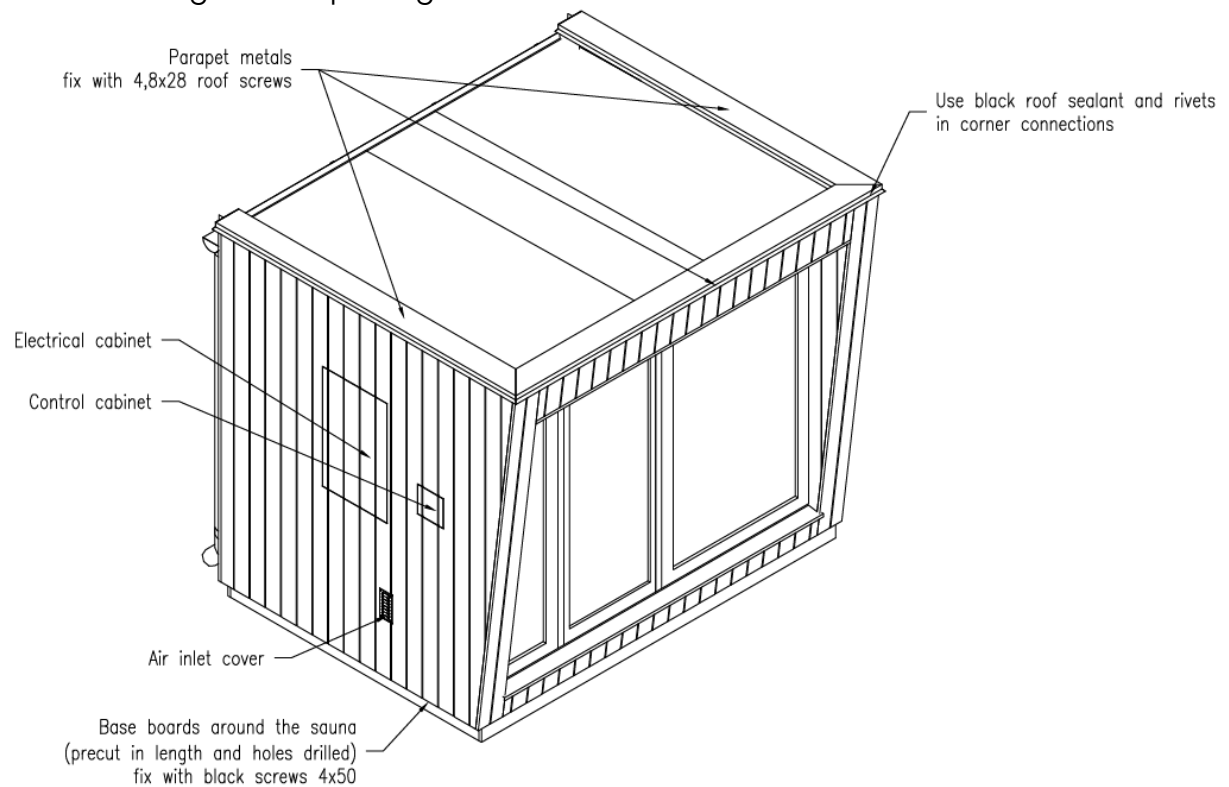 Parapet metals
fix with 4,8x28 roof screws
Use black roof sealant and rivets
in corner connections
Electrical cabinet
Control cabinet
Air inlet cover
Base boards around the sauna
(precut in length and holes drilled)
fix with black screws 4x50